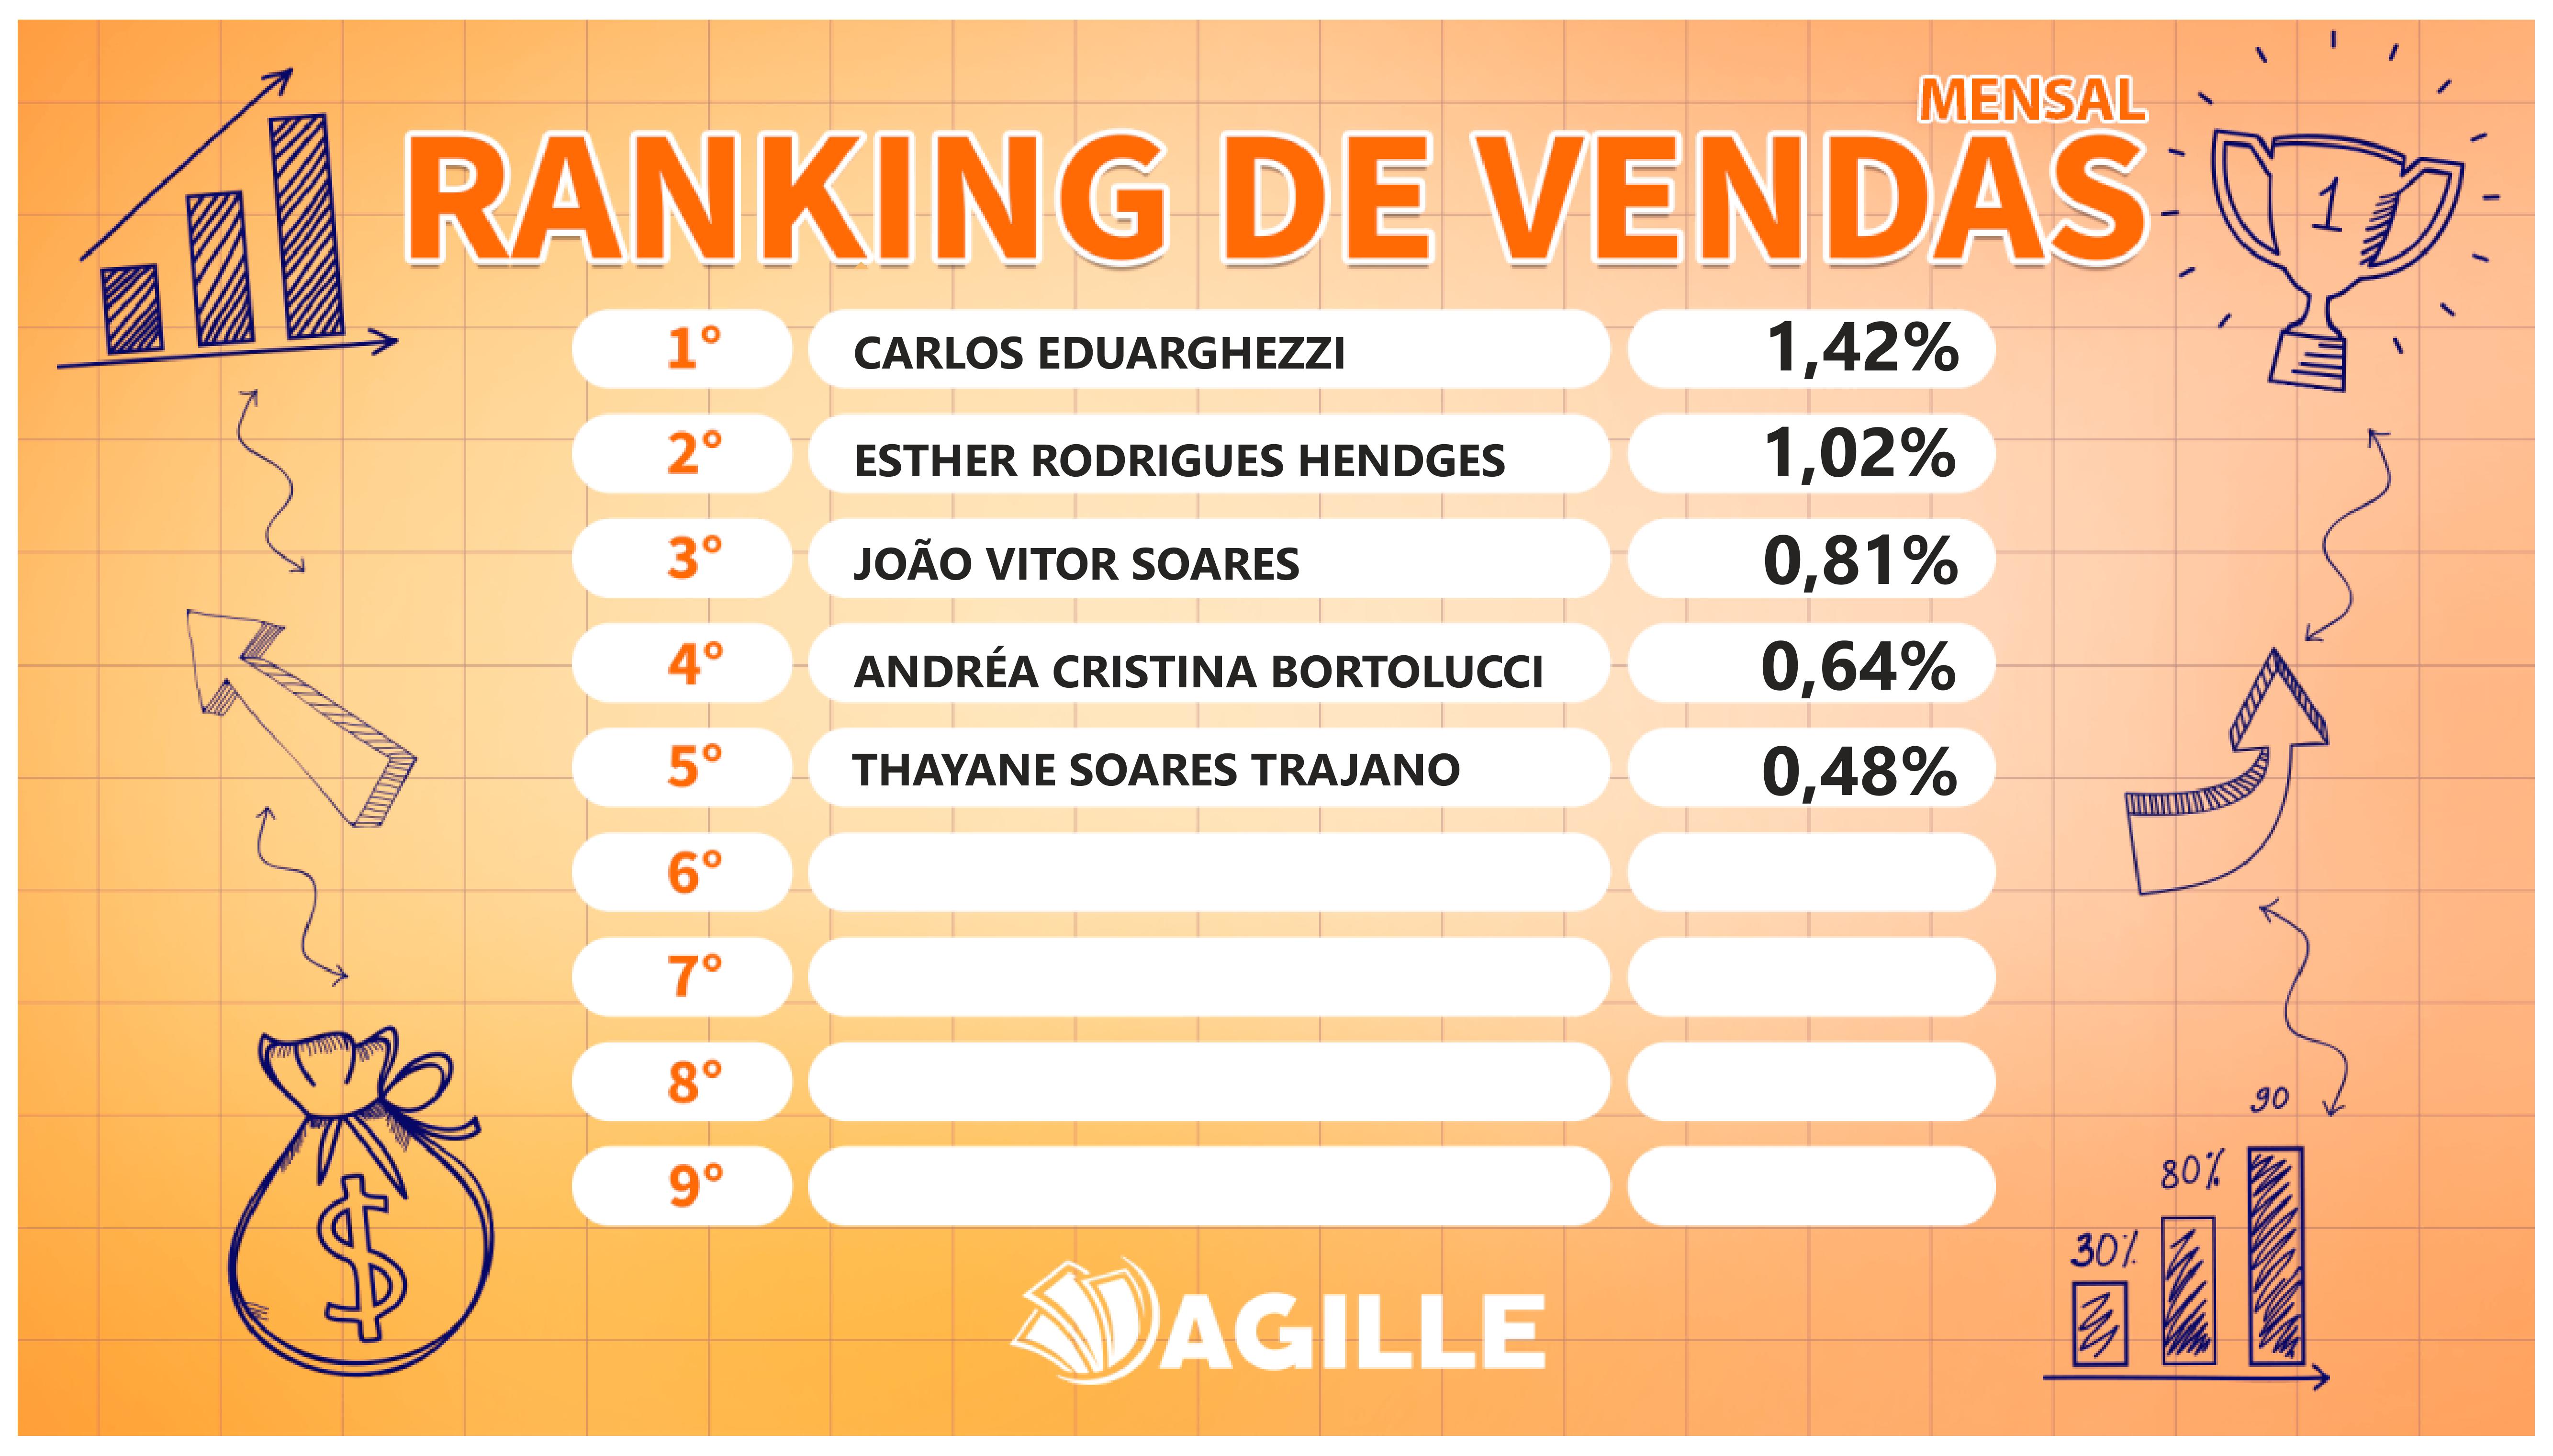 MENSAL
RANKING DE VENDAS
1
1° CARLOS EDUARGHEZZI 1,42%
2° ESTHER RODRIGUES HENDGES 1,02%
3° JOÃO VITOR SOARES 0,81%
4° ANDRÉA CRISTINA BORTOLUCCI 0,64%
5° THAYANE SOARES TRAJANO 0,48%
6°
7°
8°
9°
90
80%
30%
$
AGILLE